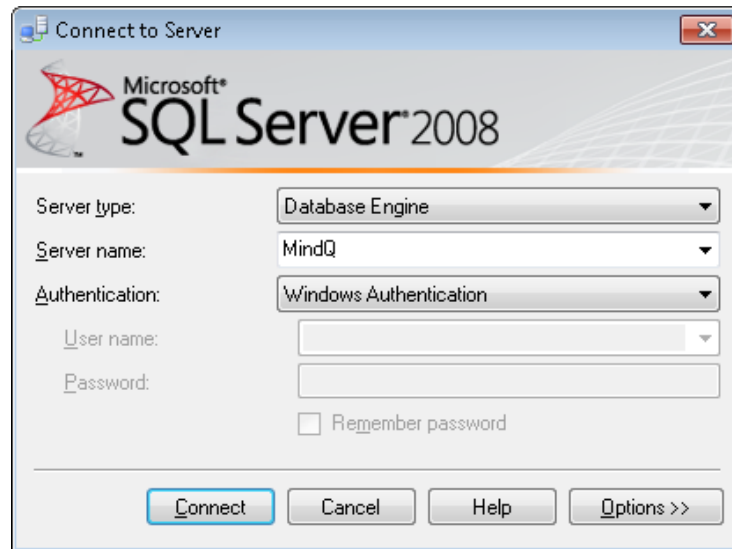 Connect to Server
Microsoft®
SQL Server® 2008
Server type: Database Engine
Server name: MindQ
Authentication: Windows Authentication
User name:
Password:
Remember password
Connect Cancel Help Options >>